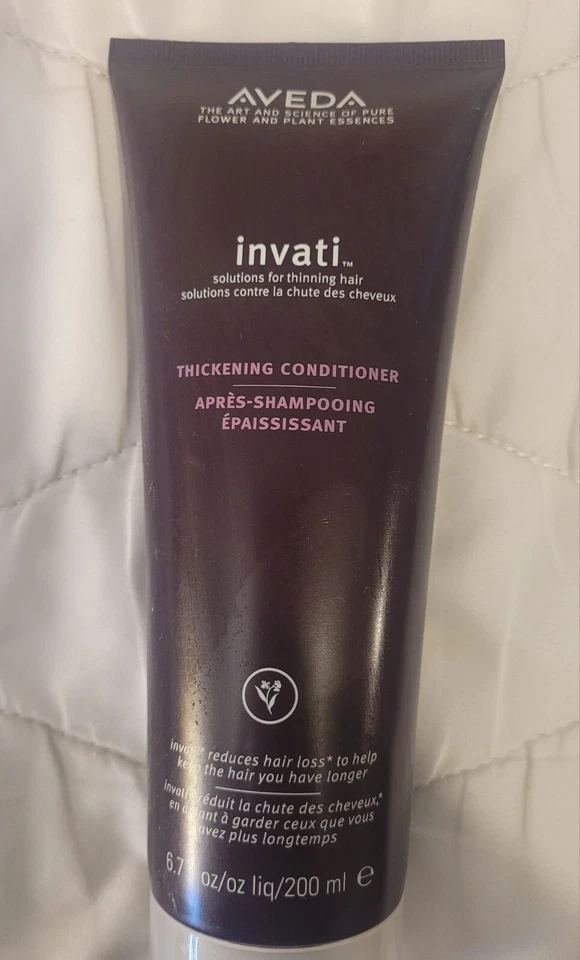 AVEDA
THE ART AND SCIENCE OF PURE
FLOWER AND PLANT ESSENCES
invati™
solutions for thinning hair
solutions contre la chute des cheveux
THICKENING CONDITIONER
APRÈS-SHAMPOOING
ÉPAISSISSANT
reduces hair loss* to help
the hair you have longer
réduit la chute des cheveux,*
en à garder ceux que vous
avez plus longtemps
oz/oz liq/200 ml ℮